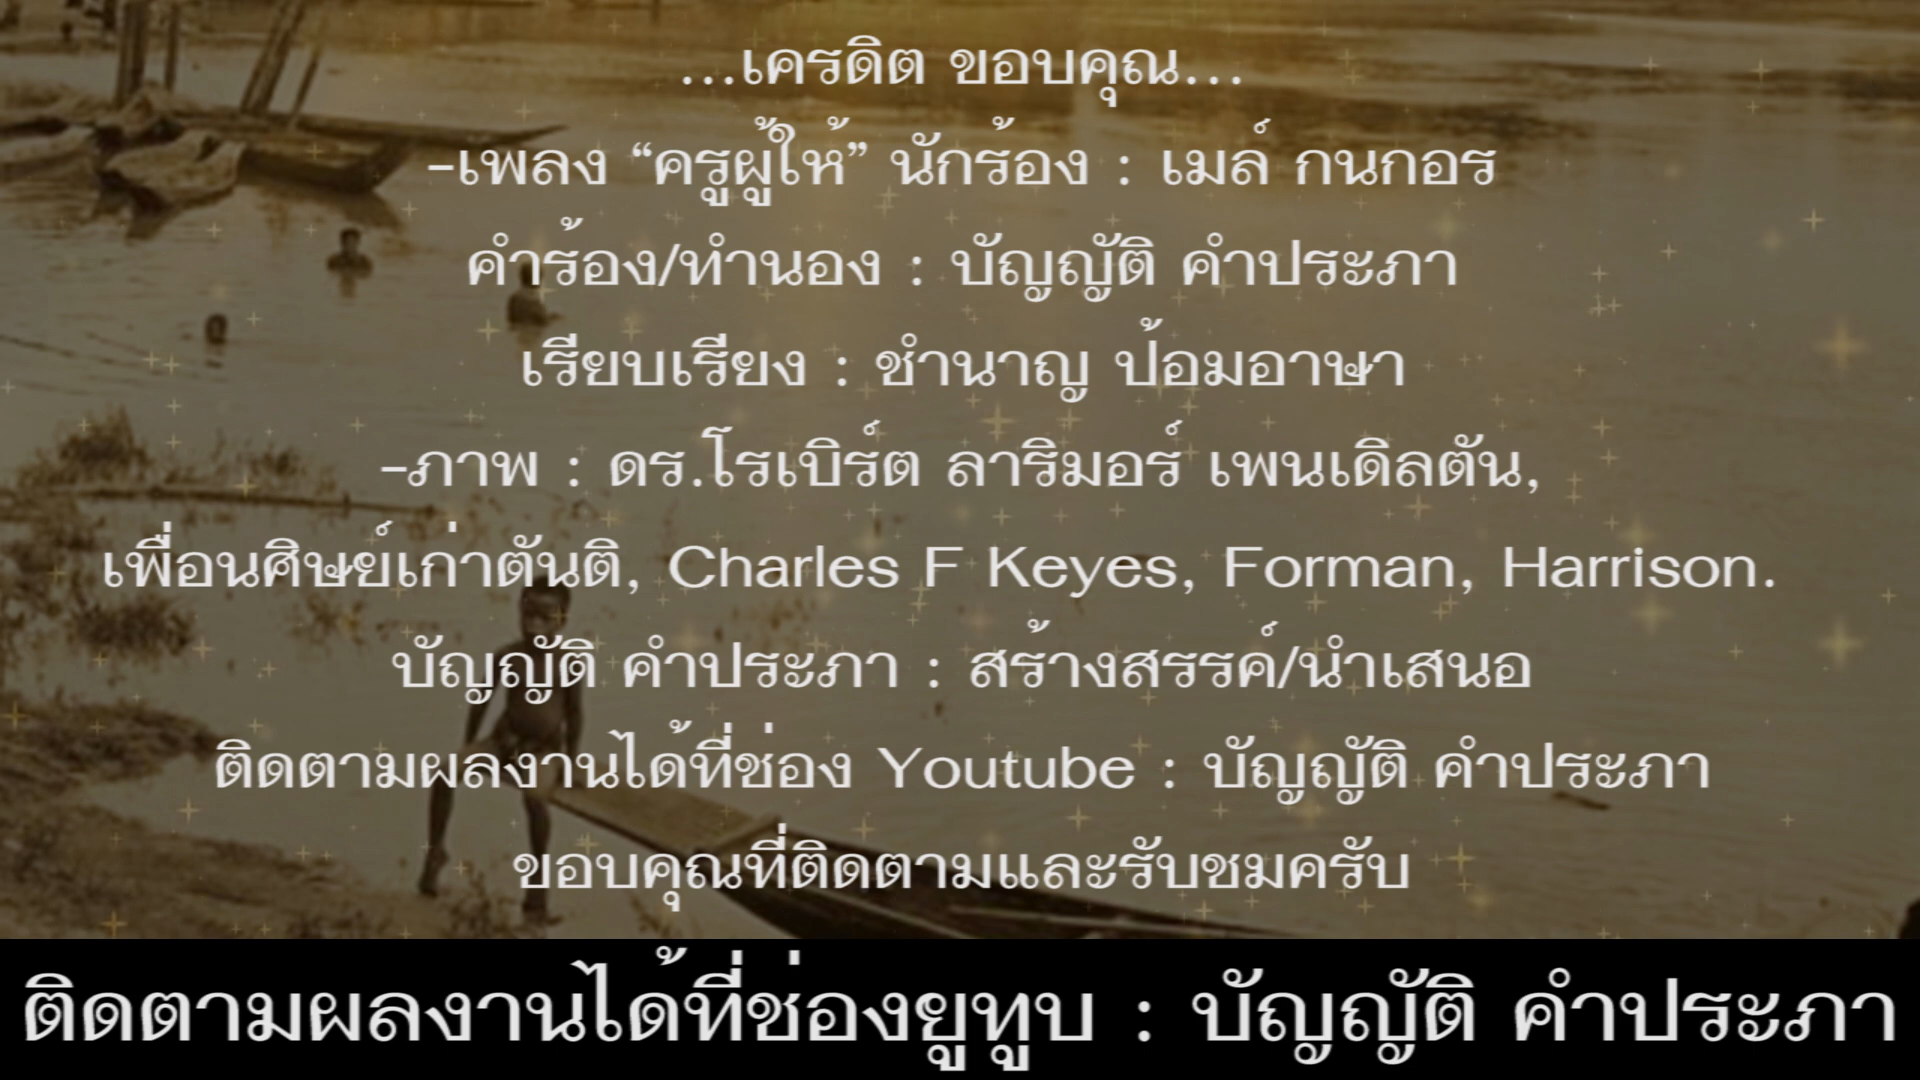 ...เครดิต ขอบคุณ...
-เพลง “ครูผู้ให้” นักร้อง : เมล์ กนกอร
คำร้อง/ทำนอง : บัญญัติ คำประภา
เรียบเรียง : ชำนาญ ป้อมอาษา
-ภาพ : ดร.โรเบิร์ต ลาริมอร์ เพนเดิลตัน,
เพื่อนศิษย์เก่าตันติ, Charles F Keyes, Forman, Harrison.
บัญญัติ คำประภา : สร้างสรรค์/นำเสนอ
ติดตามผลงานได้ที่ช่อง Youtube : บัญญัติ คำประภา
ขอบคุณที่ติดตามและรับชมครับ
ติดตามผลงานได้ที่ช่องยูทูบ : บัญญัติ คำประภา